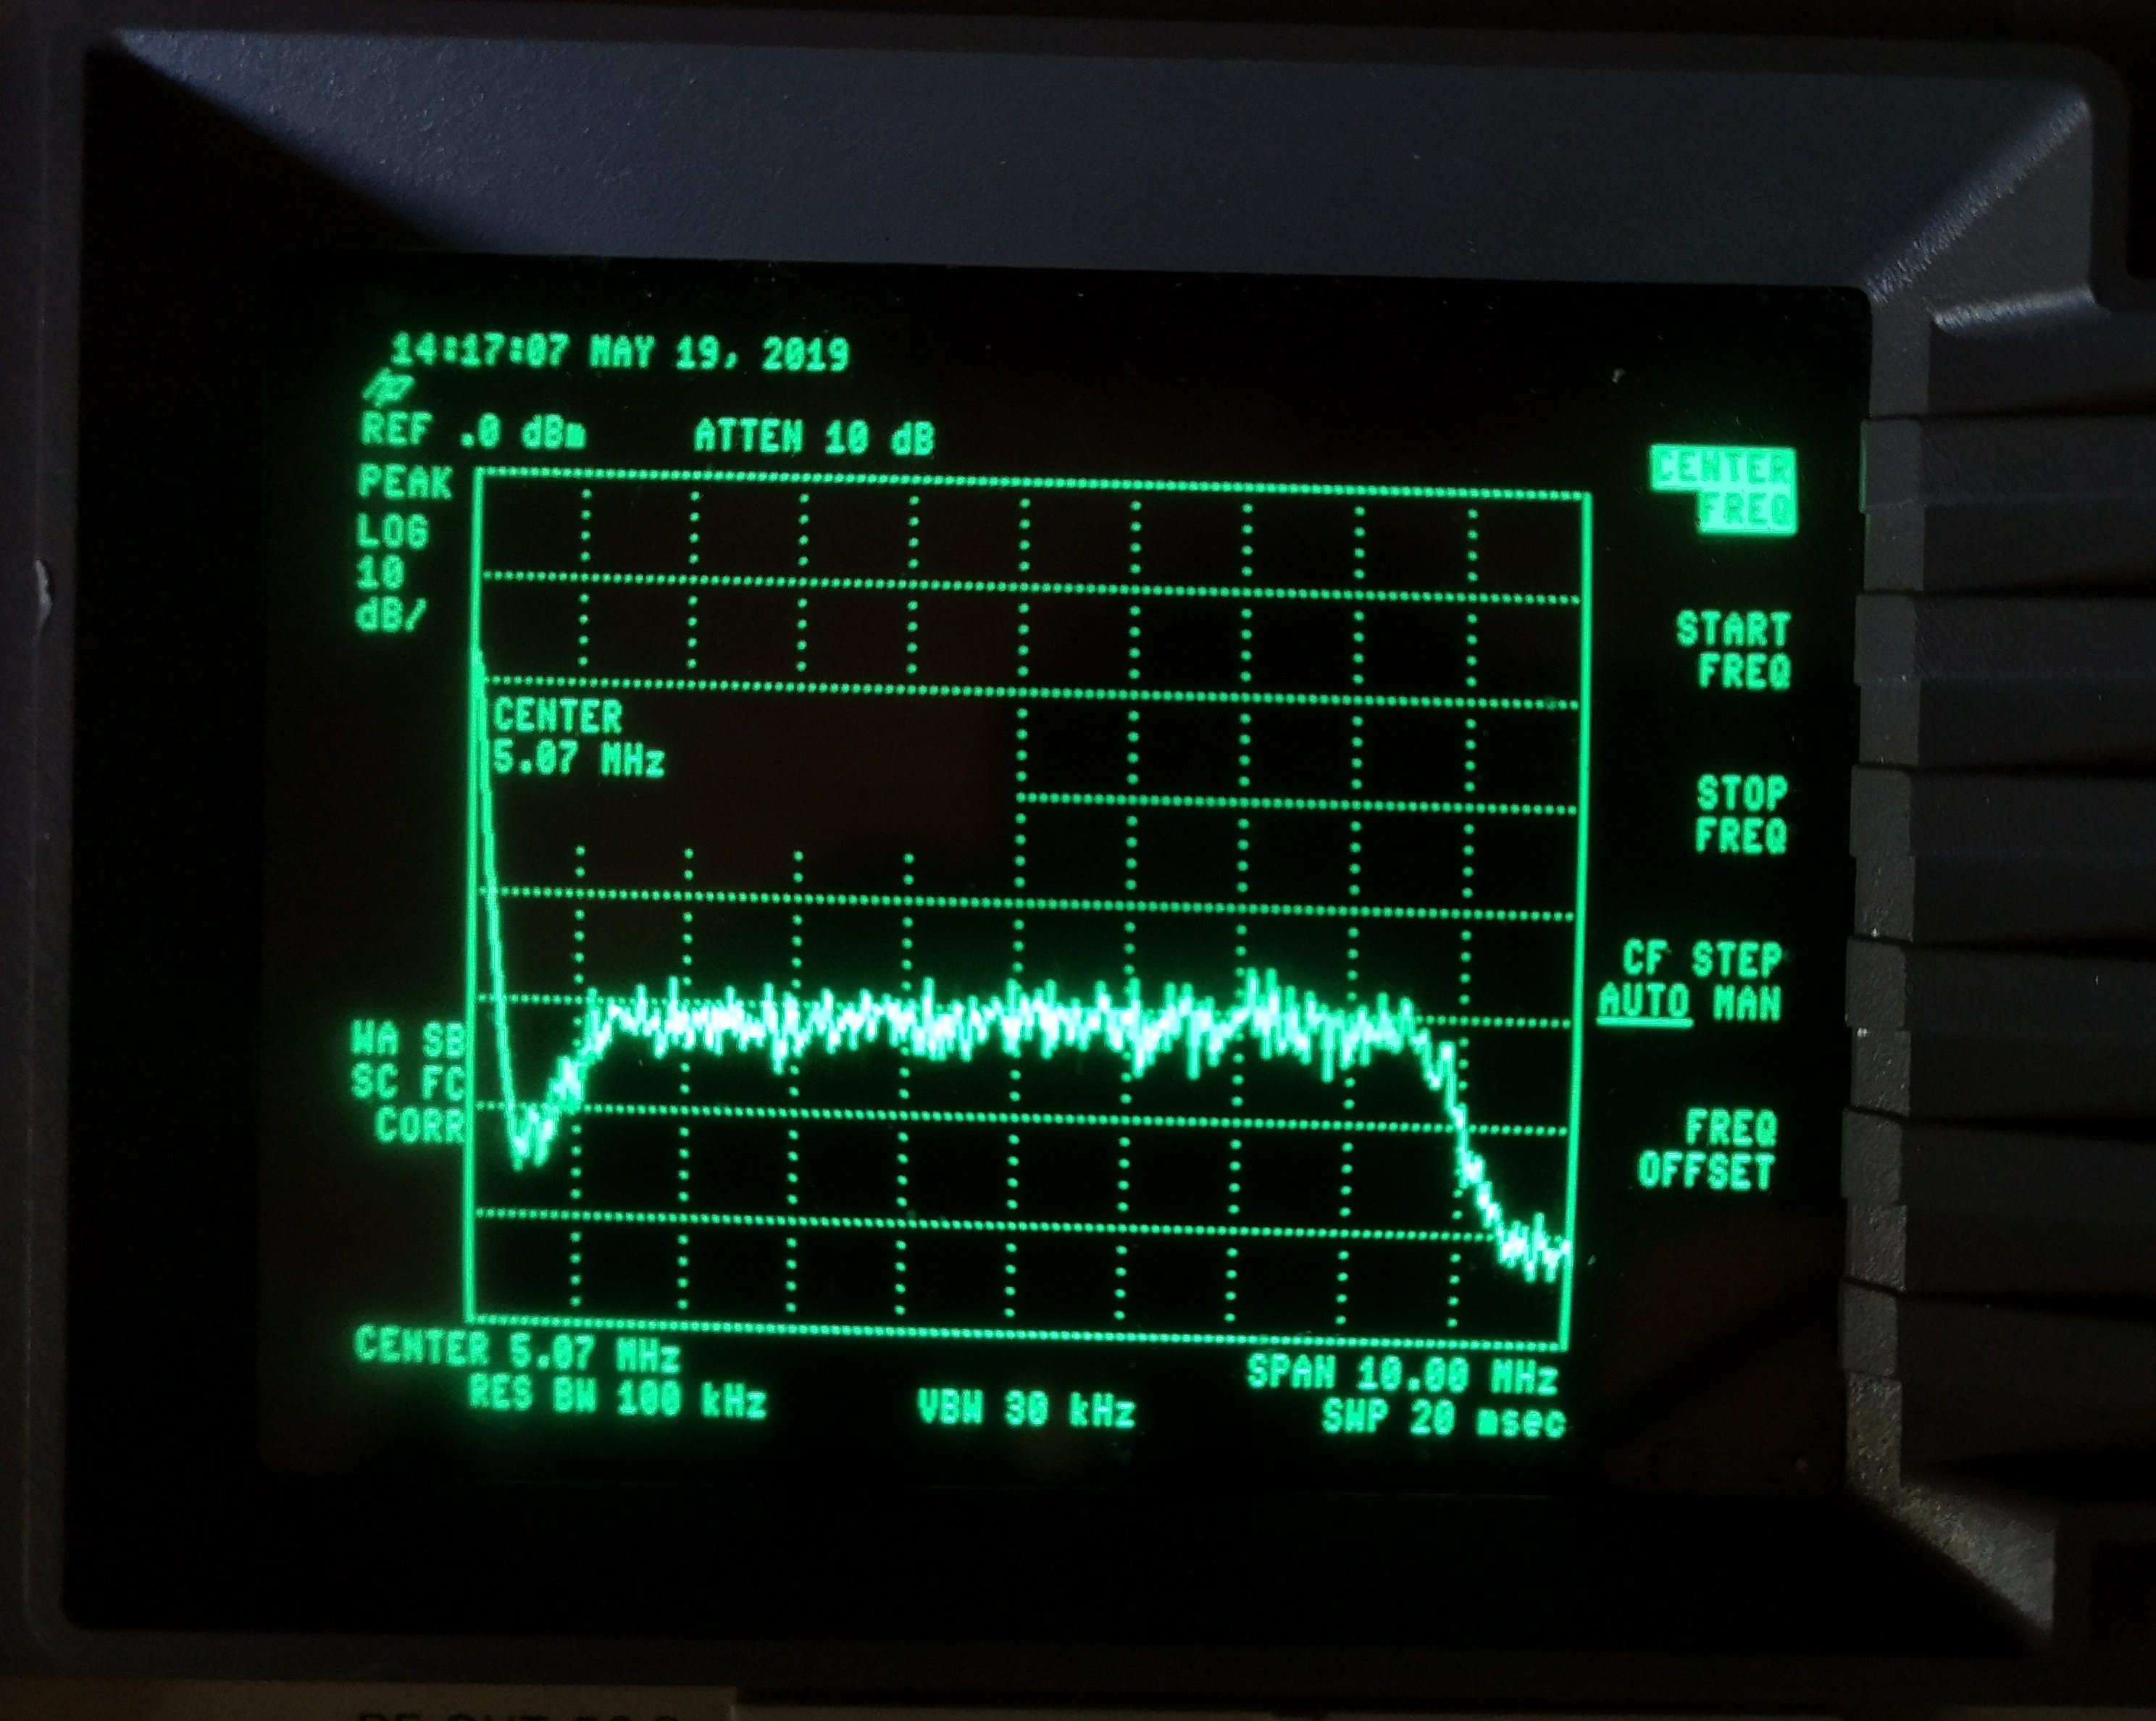 14:17:07 MAY 19, 2019
hp
REF .0 dBm ATTEN 10 dB
PEAK
LOG
10
dB/
CENTER
5.07 MHz
WA SB
SC FC
CORR
CENTER 5.07 MHz
RES BW 100 kHz VBW 30 kHz
SPAN 10.00 MHz
SWP 20 msec
CENTER
FREQ
START
FREQ
STOP
FREQ
CF STEP
AUTO MAN
FREQ
OFFSET